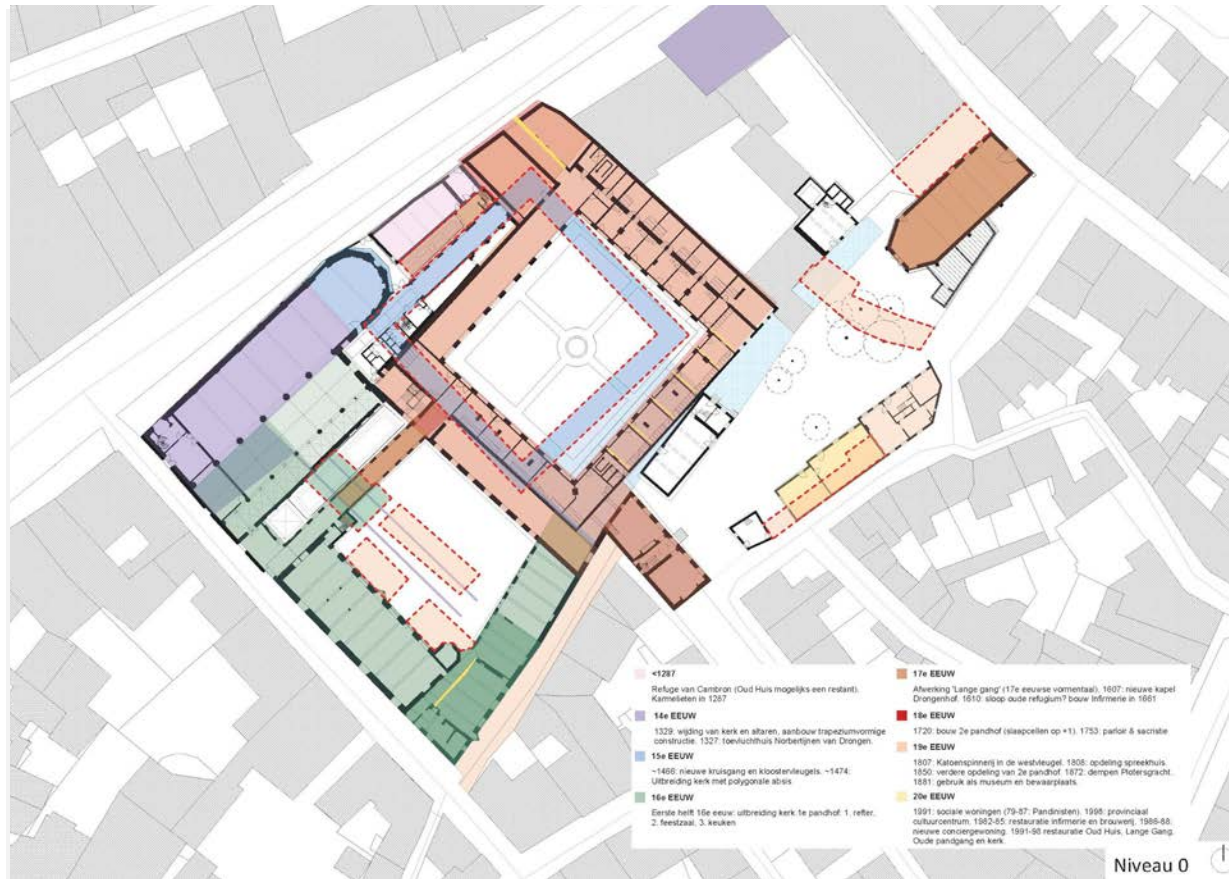 <1287
Refuge van Cambron (Oud Huis mogelijks een restant).
Karmelieten in 1287
14e EEUW
1329: wijding van kerk en altaren, aanbouw trapeziumvormige
constructie. 1327: toevluchthuis Norbertijnen van Drongen.
15e EEUW
~1466: nieuwe kruisgang en kloostervleugels. ~1474:
Uitbreiding kerk met polygonale absis
16e EEUW
Eerste helft 16e eeuw: uitbreiding kerk 1e pandhof: 1. refter,
2. feestzaal, 3. keuken
17e EEUW
Afwerking 'Lange gang' (17e eeuwse vormentaal). 1607: nieuwe kapel
Drongenhof. 1610: sloop oude refugium? bouw Infirmerie in 1661
18e EEUW
1720: bouw 2e pandhof (slaapcellen op +1). 1753: parloir & sacristie
19e EEUW
1807: Katoenspinnerij in de westvleugel. 1808: opdeling spreekhuis.
1850: verdere opdeling van 2e pandhof. 1872: dempen Plotersgracht.
1881: gebruik als museum en bewaarplaats.
20e EEUW
1991: sociale woningen (79-87: Pandinisten). 1996: provinciaal
cultuurcentrum. 1982-85: restauratie infirmerie en brouwerij. 1986-88:
nieuwe conciergewoning. 1991-98 restauratie Oud Huis, Lange Gang,
Oude pandgang en kerk.
Niveau 0